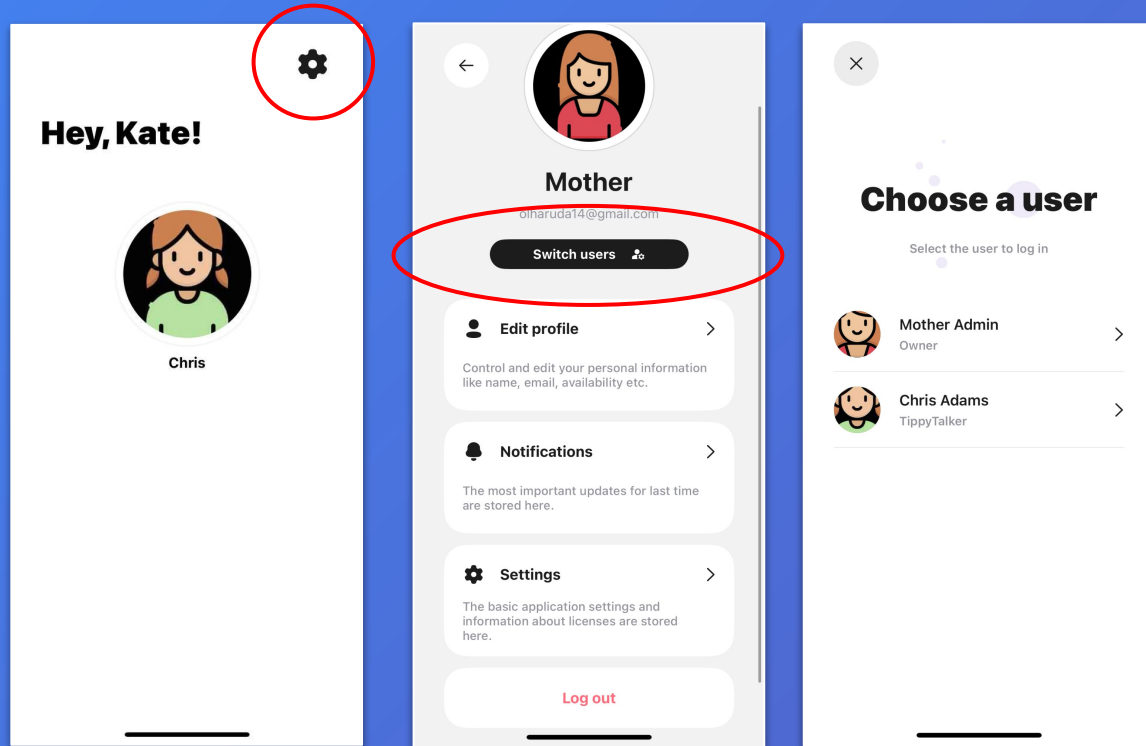 Hey, Kate!
Chris
Mother
olharuda14@gmail.com
Switch users
Edit profile
Control and edit your personal information
like name, email, availability etc.
Notifications
The most important updates for last time
are stored here.
Settings
The basic application settings and
information about licenses are stored
here.
Log out
Choose a user
Select the user to log in
Mother Admin
Owner
Chris Adams
TippyTalker